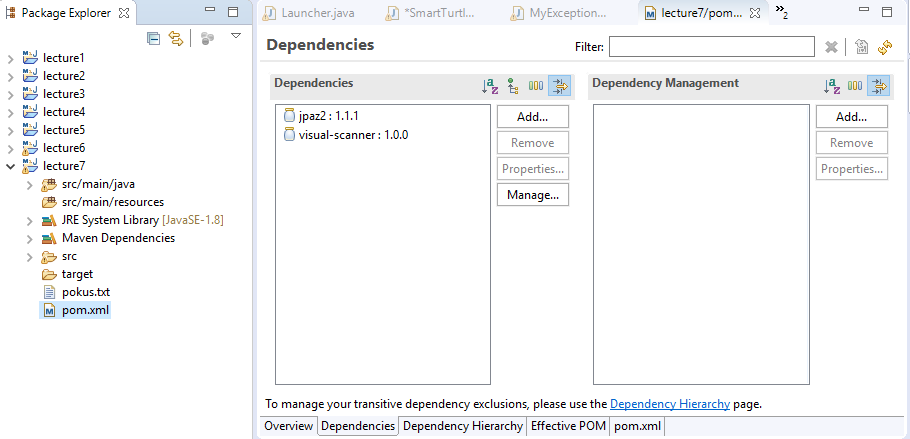 Package Explorer
lecture1
lecture2
lecture3
lecture4
lecture5
lecture6
lecture7
src/main/java
src/main/resources
JRE System Library [JavaSE-1.8]
Maven Dependencies
src
target
pokus.txt
pom.xml
Launcher.java
*SmartTurtl...
MyException...
lecture7/pom...
»2
Dependencies
Filter:
Dependencies
jpaz2 : 1.1.1
visual-scanner : 1.0.0
Add...
Remove
Properties...
Manage...
Dependency Management
Add...
Remove
Properties...
To manage your transitive dependency exclusions, please use the Dependency Hierarchy page.
Overview Dependencies Dependency Hierarchy Effective POM pom.xml